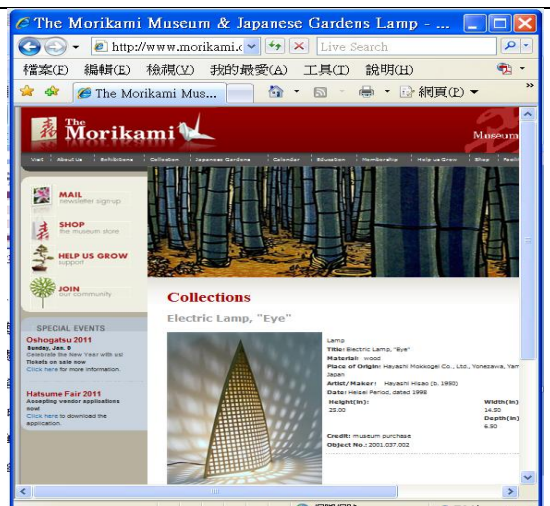 The Morikami Museum & Japanese Gardens Lamp - ...
http://www.morikami.c
Live Search
檔案(F) 編輯(E) 檢視(V) 我的最愛(A) 工具(T) 說明(H)
The Morikami Mus...
網頁(P)
The
Morikami
Museum
Visit About Us Exhibitions Collection Japanese Gardens Calendar Education Membership Help us Grow Shop
MAIL
newsletter sign-up
SHOP
the museum store
HELP US GROW
support
JOIN
our community
SPECIAL EVENTS
Oshogatsu 2011
Sunday, Jan. 8
Celebrate the New Year with us!
Tickets on sale now
Click here for more information.
Hatsume Fair 2011
Accepting vendor applications
now!
Click here to download the
application.
Collections
Electric Lamp, "Eye"
Lamp
Title: Electric Lamp, "Eye"
Material: wood
Place of Origin: Hayashi Mokkogei Co., Ltd., Yonezawa, Yam
Japan
Artist/Maker: Hayashi Hisao (b. 1950)
Date: Heisei Period, dated 1998
Height(in): Width(in)
25.00 14.50
Depth(in)
6.50
Credit: museum purchase
Object No.: 2001.037.002